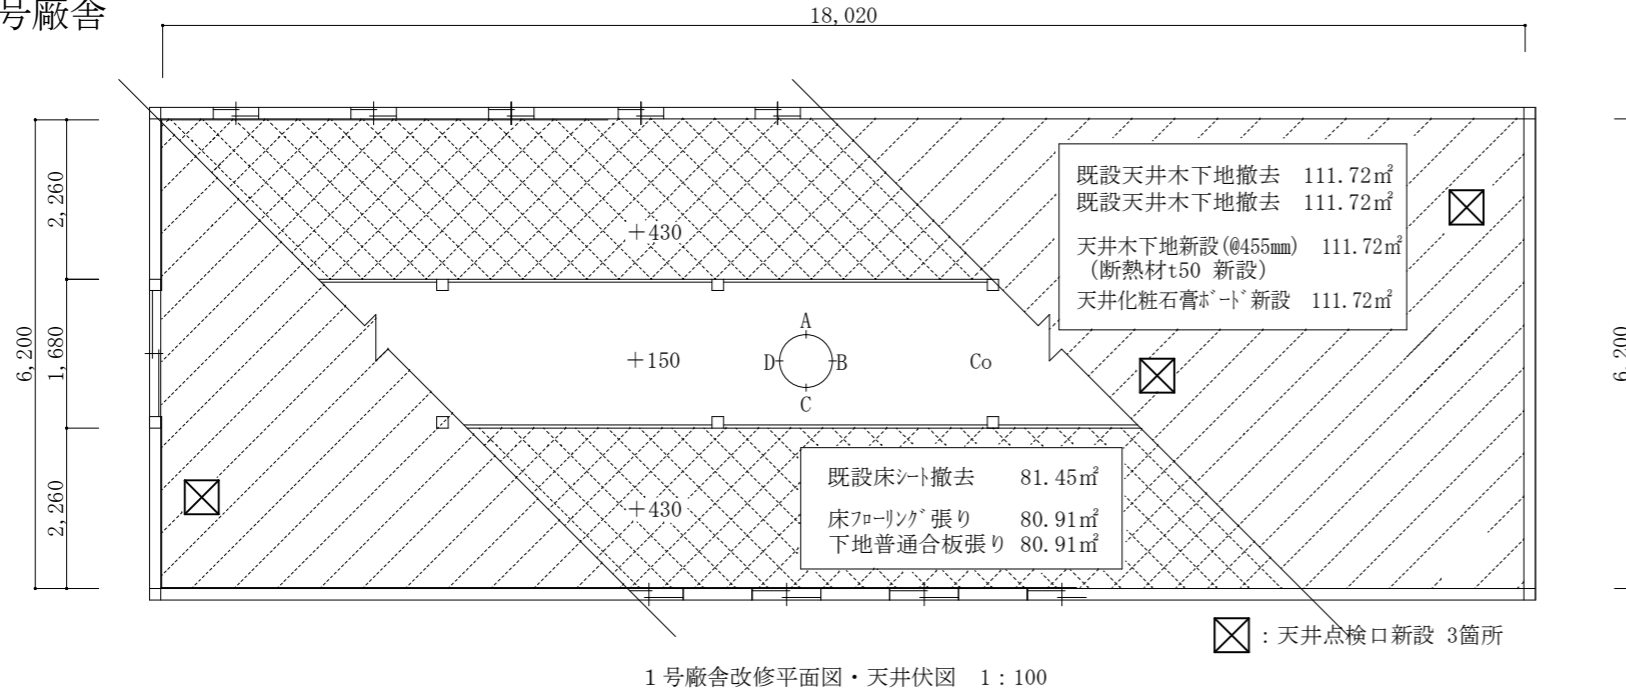 号廠舎
18,020
2,260
1,680
2,260
6,200
6,200
+430
+150
A
D
B
C
Co
+430
既設天井木下地撤去 111.72㎡
既設天井木下地撤去 111.72㎡
天井木下地新設(@455㎜) 111.72㎡
(断熱材t50 新設)
天井化粧石膏ﾎﾞｰﾄﾞ新設 111.72㎡
既設床ｼｰﾄ撤去 81.45㎡
床ﾌﾛｰﾘﾝｸﾞ張り 80.91㎡
下地普通合板張り 80.91㎡
：天井点検口新設 3箇所
1号廠舎改修平面図・天井伏図 1：100